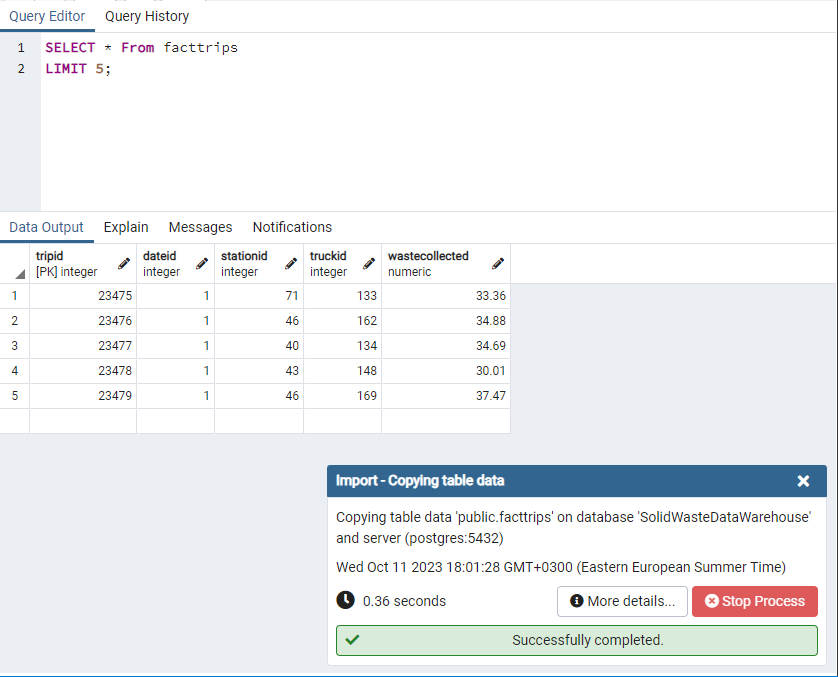 Query Editor Query History
1 SELECT * From facttrips
2 LIMIT 5;
Data Output Explain Messages Notifications
tripid dateid stationid truckid wastecollected
[PK] integer integer integer integer numeric
1 23475 1 71 133 33.36
2 23476 1 46 162 34.88
3 23477 1 40 134 34.69
4 23478 1 43 148 30.01
5 23479 1 46 169 37.47
Import - Copying table data
Copying table data 'public.facttrips' on database 'SolidWasteDataWarehouse'
and server (postgres:5432)
Wed Oct 11 2023 18:01:28 GMT+0300 (Eastern European Summer Time)
0.36 seconds More details... Stop Process
Successfully completed.